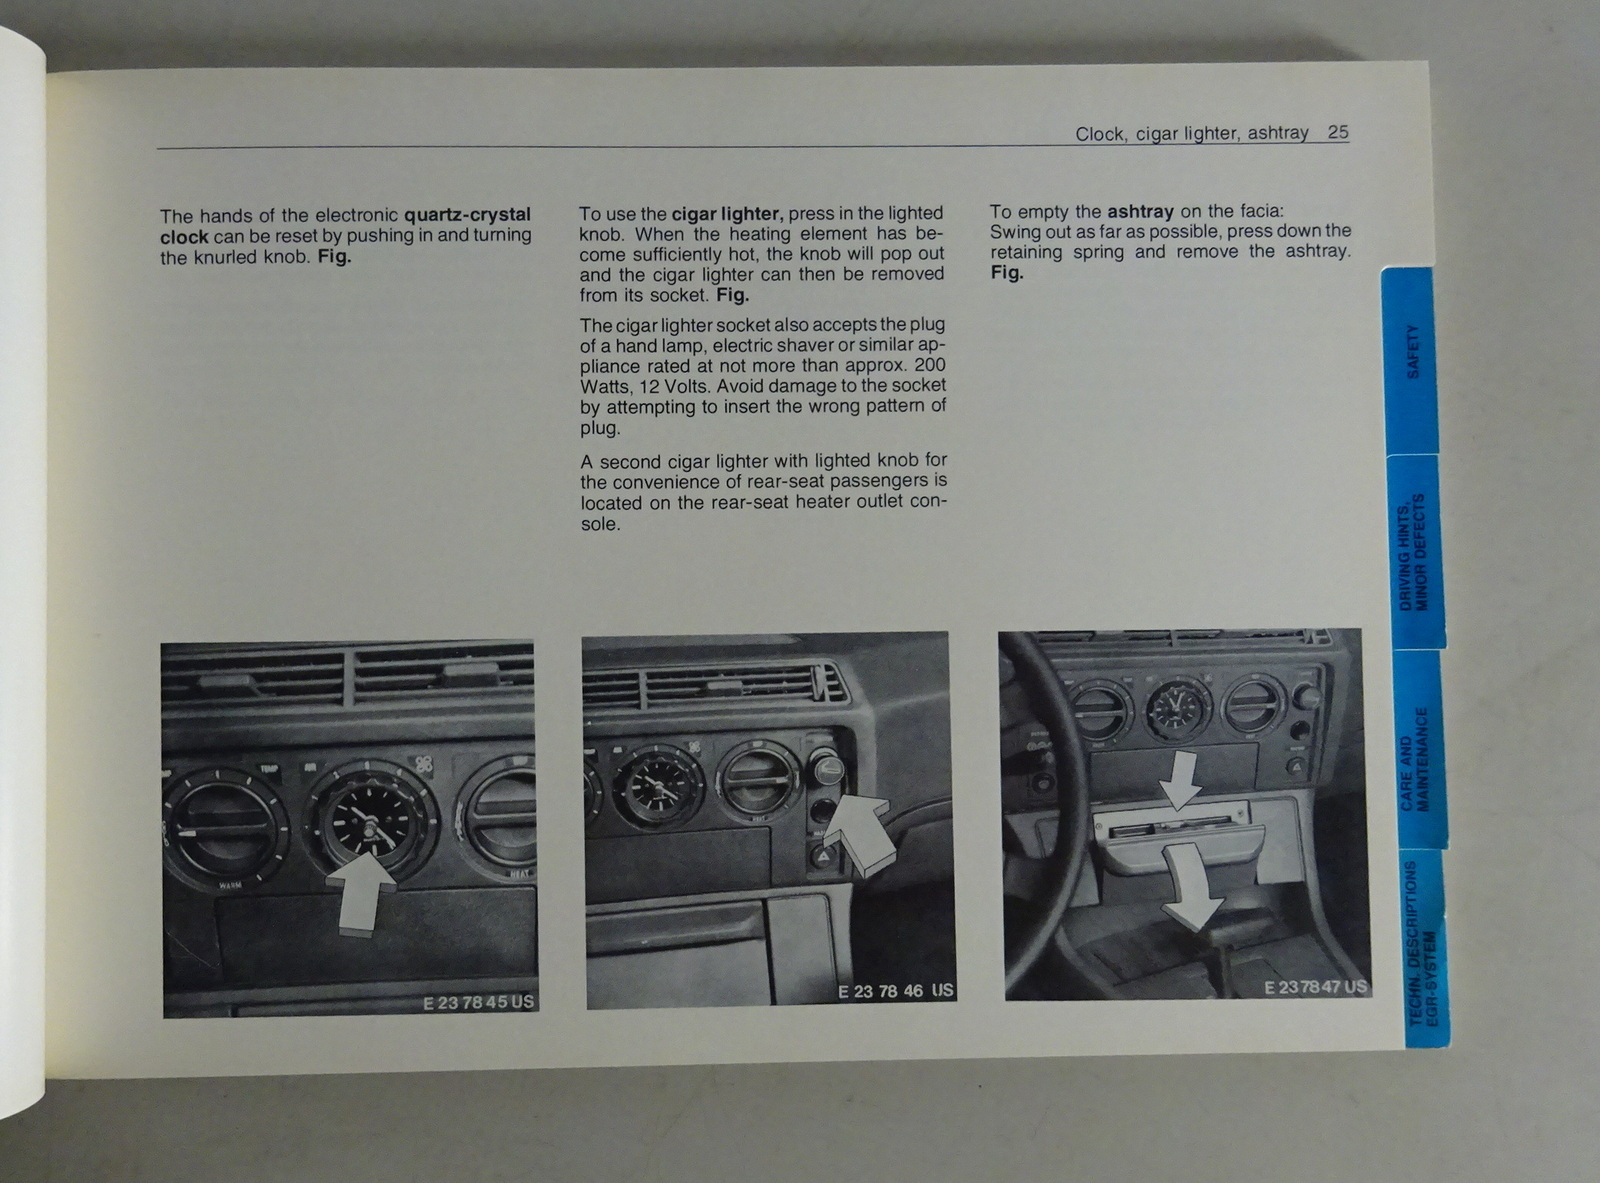 Clock, cigar lighter, ashtray 25
The hands of the electronic quartz-crystal
clock can be reset by pushing in and turning
the knurled knob. Fig.
To use the cigar lighter, press in the lighted
knob. When the heating element has be-
come sufficiently hot, the knob will pop out
and the cigar lighter can then be removed
from its socket. Fig.
The cigar lighter socket also accepts the plug
of a hand lamp, electric shaver or similar ap-
pliance rated at not more than approx. 200
Watts, 12 Volts. Avoid damage to the socket
by attempting to insert the wrong pattern of
plug.
A second cigar lighter with lighted knob for
the convenience of rear-seat passengers is
located on the rear-seat heater outlet con-
sole.
To empty the ashtray on the facia:
Swing out as far as possible, press down the
retaining spring and remove the ashtray.
Fig.
TEMP
AIR
WARM
HEAT
E 23 78 45 US
HEAT
E 23 78 46 US
E 23 78 47 US
SAFETY
DRIVING HINTS,
MINOR DEFECTS
CARE AND
MAINTENANCE
TECHN. DESCRIPTIONS
EGR-SYSTEM